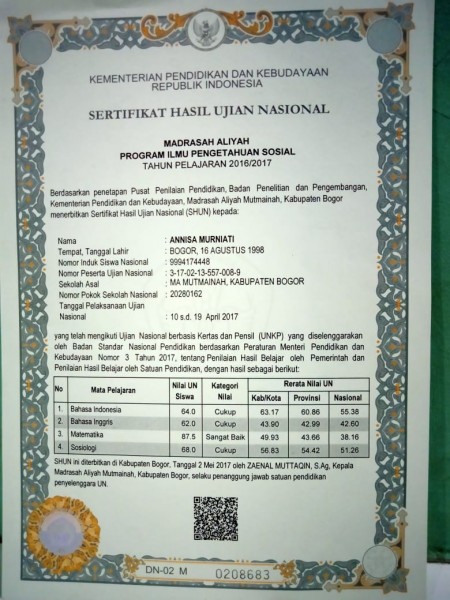 KEMENTERIAN PENDIDIKAN DAN KEBUDAYAAN
REPUBLIK INDONESIA
SERTIFIKAT HASIL UJIAN NASIONAL
MADRASAH ALIYAH
PROGRAM ILMU PENGETAHUAN SOSIAL
TAHUN PELAJARAN 2016/2017
Berdasarkan penetapan Pusat Penilaian Pendidikan, Badan Penelitian dan Pengembangan,
Kementerian Pendidikan dan Kebudayaan, Madrasah Aliyah Mutmainah, Kabupaten Bogor
menerbitkan Sertifikat Hasil Ujian Nasional (SHUN) kepada:
Nama : ANNISA MURNIATI
Tempat, Tanggal Lahir : BOGOR, 16 AGUSTUS 1998
Nomor Induk Siswa Nasional : 9994174448
Nomor Peserta Ujian Nasional : 3-17-02-13-557-008-9
Sekolah Asal : MA MUTMAINAH, KABUPATEN BOGOR
Nomor Pokok Sekolah Nasional : 20280162
Tanggal Pelaksanaan Ujian
Nasional : 10 s.d. 19 April 2017
yang telah mengikuti Ujian Nasional berbasis Kertas dan Pensil (UNKP) yang diselenggarakan
oleh Badan Standar Nasional Pendidikan berdasarkan Peraturan Menteri Pendidikan dan
Kebudayaan Nomor 3 Tahun 2017, tentang Penilaian Hasil Belajar oleh Pemerintah dan
Penilaian Hasil Belajar oleh Satuan Pendidikan, dengan hasil sebagai berikut:
No Mata Pelajaran Nilai UN Siswa Kategori Nilai Rerata Nilai UN
Kab/Kota Provinsi Nasional
1. Bahasa Indonesia 64.0 Cukup 63.17 60.86 55.38
2. Bahasa Inggris 62.0 Cukup 43.90 42.99 42.60
3. Matematika 87.5 Sangat Baik 49.93 43.66 38.16
4. Sosiologi 68.0 Cukup 56.83 54.42 51.26
SHUN ini diterbitkan di Kabupaten Bogor, Tanggal 2 Mei 2017 oleh ZAENAL MUTTAQIN, S.Ag, Kepala
Madrasah Aliyah Mutmainah, Kabupaten Bogor, selaku penanggung jawab satuan pendidikan
penyelenggara UN.
DN-02 M 0208683